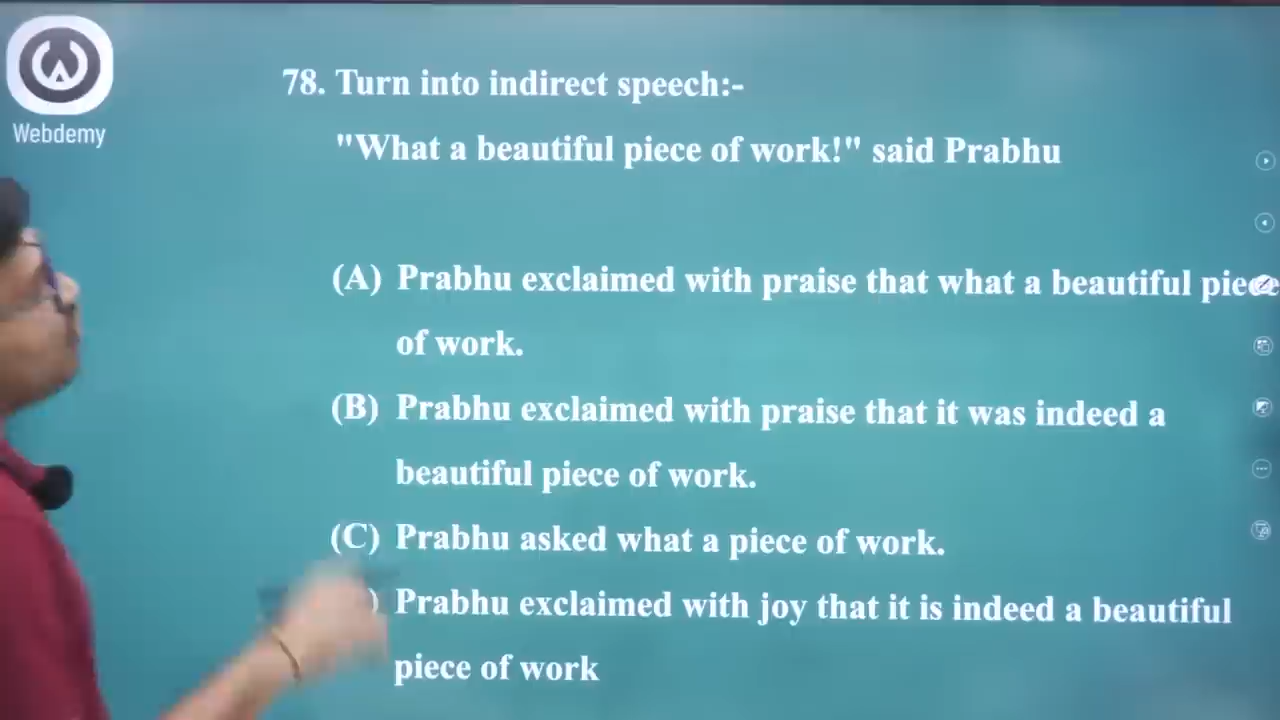 Webdemy
78. Turn into indirect speech:-
"What a beautiful piece of work!" said Prabhu
(A) Prabhu exclaimed with praise that what a beautiful piece
of work.
(B) Prabhu exclaimed with praise that it was indeed a
beautiful piece of work.
(C) Prabhu asked what a piece of work.
) Prabhu exclaimed with joy that it is indeed a beautiful
piece of work